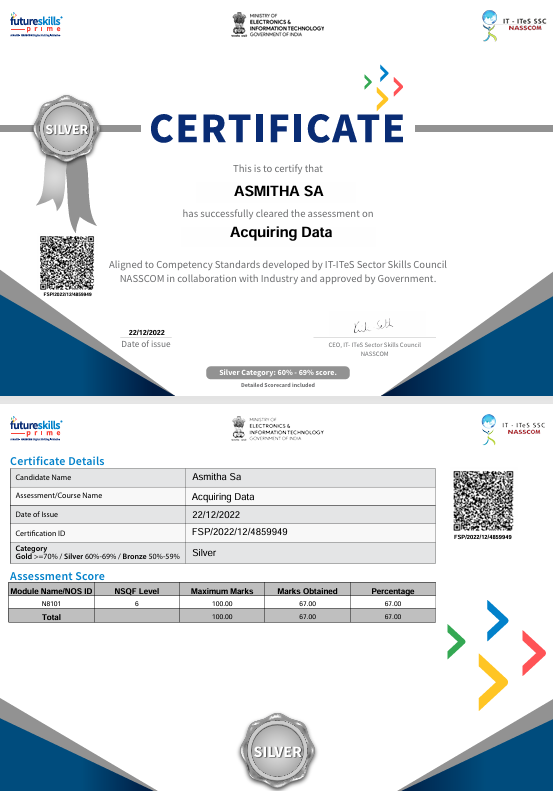 futureskills
prime
MINISTRY OF
ELECTRONICS &
INFORMATION TECHNOLOGY
GOVERNMENT OF INDIA
IT - ITeS SSC
NASSCOM
SILVER
CERTIFICATE
This is to certify that
ASMITHA SA
has successfully cleared the assessment on
Acquiring Data
Aligned to Competency Standards developed by IT-ITeS Sector Skills Council
NASSCOM in collaboration with Industry and approved by Government.
FSP/2022/12/4859949
22/12/2022
Date of issue
CEO, IT- ITeS Sector Skills Council
NASSCOM
Silver Category: 60% - 69% score.
Detailed Scorecard included
futureskills
prime
MINISTRY OF
ELECTRONICS &
INFORMATION TECHNOLOGY
GOVERNMENT OF INDIA
IT - ITeS SSC
NASSCOM
Certificate Details
Candidate Name Asmitha Sa
Assessment/Course Name Acquiring Data
Date of Issue 22/12/2022
Certification ID FSP/2022/12/4859949
Category
Gold >=70% / Silver 60%-69% / Bronze 50%-59% Silver
FSP/2022/12/4859949
Assessment Score
Module Name/NOS ID NSQF Level Maximum Marks Marks Obtained Percentage
N8101 6 100.00 67.00 67.00
Total 100.00 67.00 67.00
SILVER